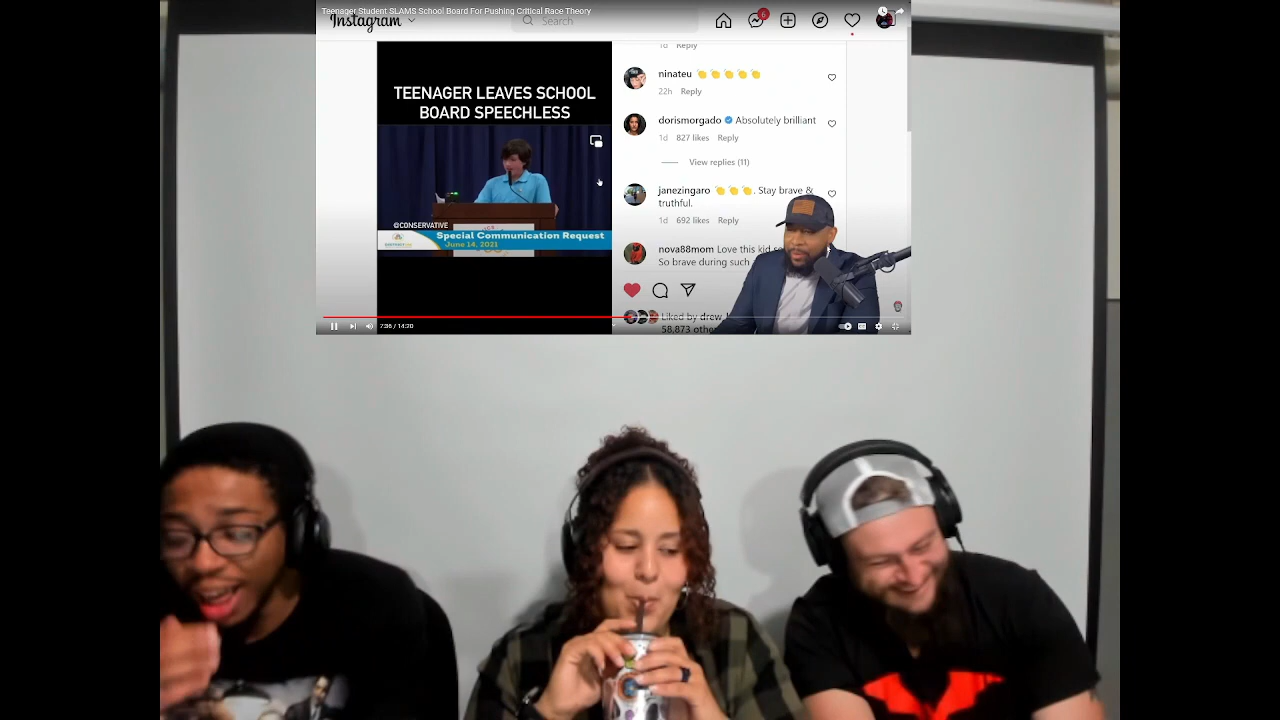 Teenager Student SLAMS School Board For Pushing Critical Race Theory
Instagram
Search
6
1d Reply
ninateu 👏👏👏👏👏
22h Reply
TEENAGER LEAVES SCHOOL
BOARD SPEECHLESS
dorismorgado Absolutely brilliant
1d 827 likes Reply
View replies (11)
janezingaro 👏👏👏. Stay brave &
truthful.
1d 692 likes Reply
@CONSERVATIVE
Special Communication Request
June 14, 2021
nova88mom Love this kid
So brave during such
Liked by drew_
58,873
7:36 / 14:20